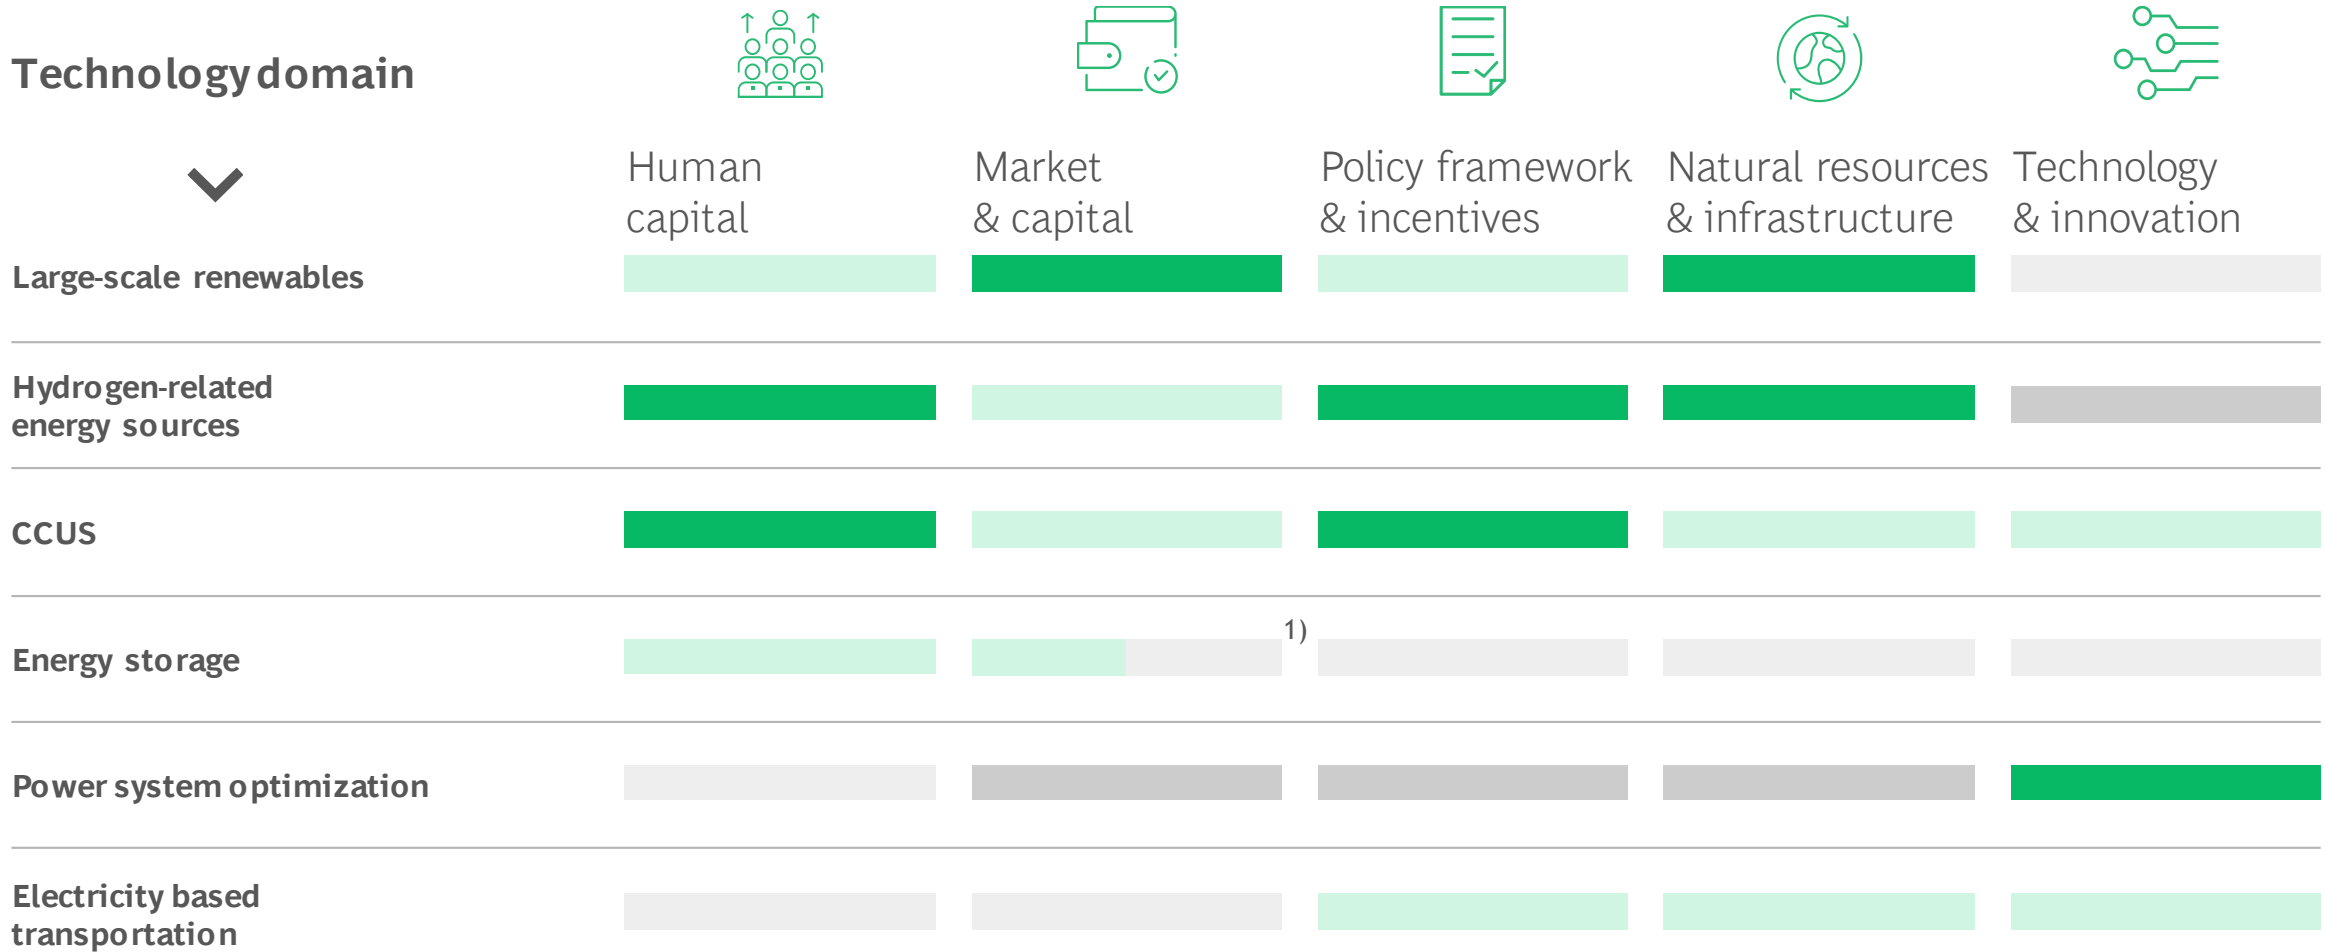 Technology domain
Human
capital
Market
& capital
Policy framework
& incentives
Natural resources
& infrastructure
Technology
& innovation
Large-scale renewables
Hydrogen-related
energy sources
CCUS
Energy storage
1)
Power system optimization
Electricity based
transportation